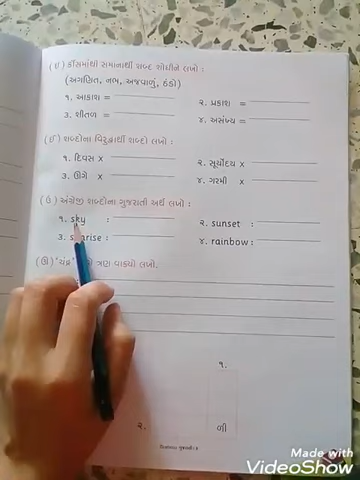 (એ) કૌંસમાંથી સમાનાર્થી શબ્દ શોધીને લખો :
(અગણિત, નભ, અજવાળું, ઠંડો)
૧. આકાશ = ૨. પ્રકાશ =
૩. શીતળ = ૪. અસંખ્ય =
(ઈ) શબ્દોના વિરુદ્ધાર્થી શબ્દો લખો :
૧. દિવસ x ૨. સૂર્યોદય x
૩. ઊગે x ૪. ગરમી x
(ઉ) અંગ્રેજી શબ્દોના ગુજરાતી અર્થ લખો :
૧. sky : ૨. sunset :
૩. sunrise : ૪. rainbow :
(ઊ) 'ચંદ્ર' ત્રણ વાક્યો લખો.
૧.
૨. ળી
Made with
VideoShow